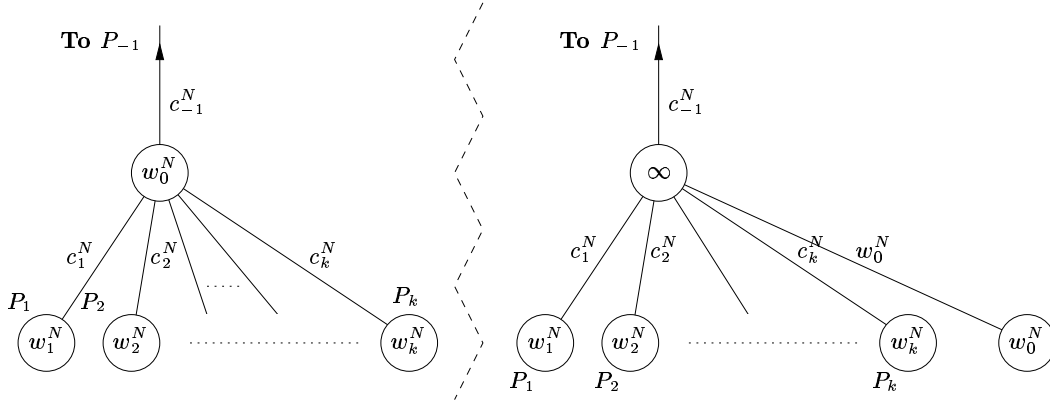 To P₋₁ To P₋₁
c₋₁ᴺ c₋₁ᴺ
w₀ᴺ ∞
c₁ᴺ c₂ᴺ cₖᴺ c₁ᴺ c₂ᴺ cₖᴺ w₀ᴺ
P₁ P₂ Pₖ
w₁ᴺ w₂ᴺ wₖᴺ w₁ᴺ w₂ᴺ wₖᴺ w₀ᴺ
P₁ P₂ Pₖ